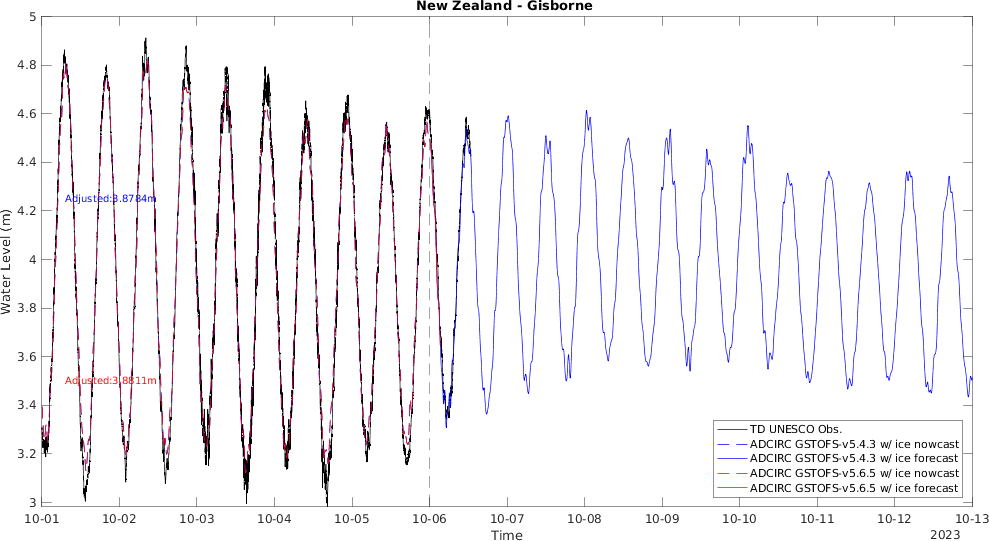 New Zealand - Gisborne
Water Level (m)
5
4.8
4.6
4.4
4.2
4
3.8
3.6
3.4
3.2
3
Adjusted:3.8784m
Adjusted:3.8811m
TD UNESCO Obs.
ADCIRC GSTOFS-v5.4.3 w/ ice nowcast
ADCIRC GSTOFS-v5.4.3 w/ ice forecast
ADCIRC GSTOFS-v5.6.5 w/ ice nowcast
ADCIRC GSTOFS-v5.6.5 w/ ice forecast
10-01 10-02 10-03 10-04 10-05 10-06 10-07 10-08 10-09 10-10 10-11 10-12 10-13
Time
2023